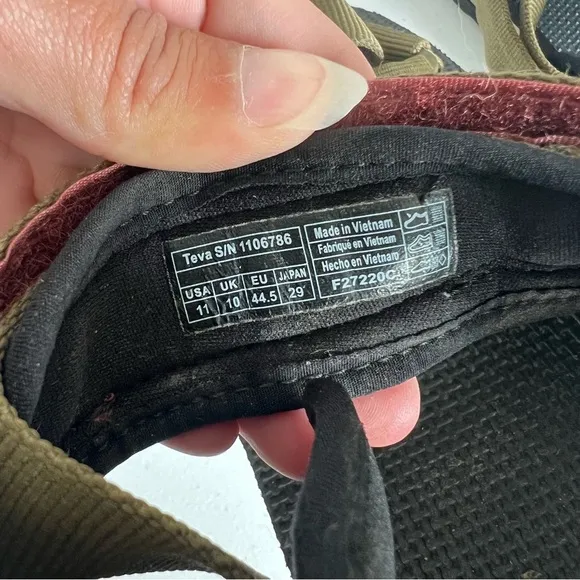 Teva S/N 1106786
USA UK EU JAPAN
11 10 44.5 29
Made in Vietnam
Fabriqué en Vietnam
Hecho en Vietnam
F27220C